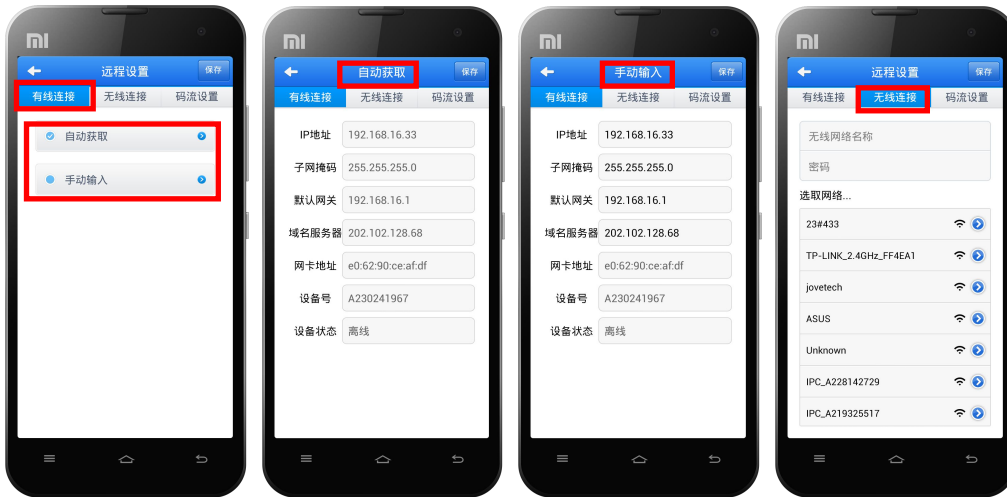 远程设置 保存
有线连接 无线连接 码流设置
自动获取
手动输入
自动获取 保存
有线连接 无线连接 码流设置
IP地址 192.168.16.33
子网掩码 255.255.255.0
默认网关 192.168.16.1
域名服务器 202.102.128.68
网卡地址 e0:62:90:ce:af:df
设备号 A230241967
设备状态 离线
手动输入 保存
有线连接 无线连接 码流设置
IP地址 192.168.16.33
子网掩码 255.255.255.0
默认网关 192.168.16.1
域名服务器 202.102.128.68
网卡地址 e0:62:90:ce:af:df
设备号 A230241967
设备状态 离线
远程设置 保存
有线连接 无线连接 码流设置
无线网络名称
密码
选取网络...
23#433
TP-LINK_2.4GHz_FF4EA1
jovetech
ASUS
Unknown
IPC_A228142729
IPC_A219325517